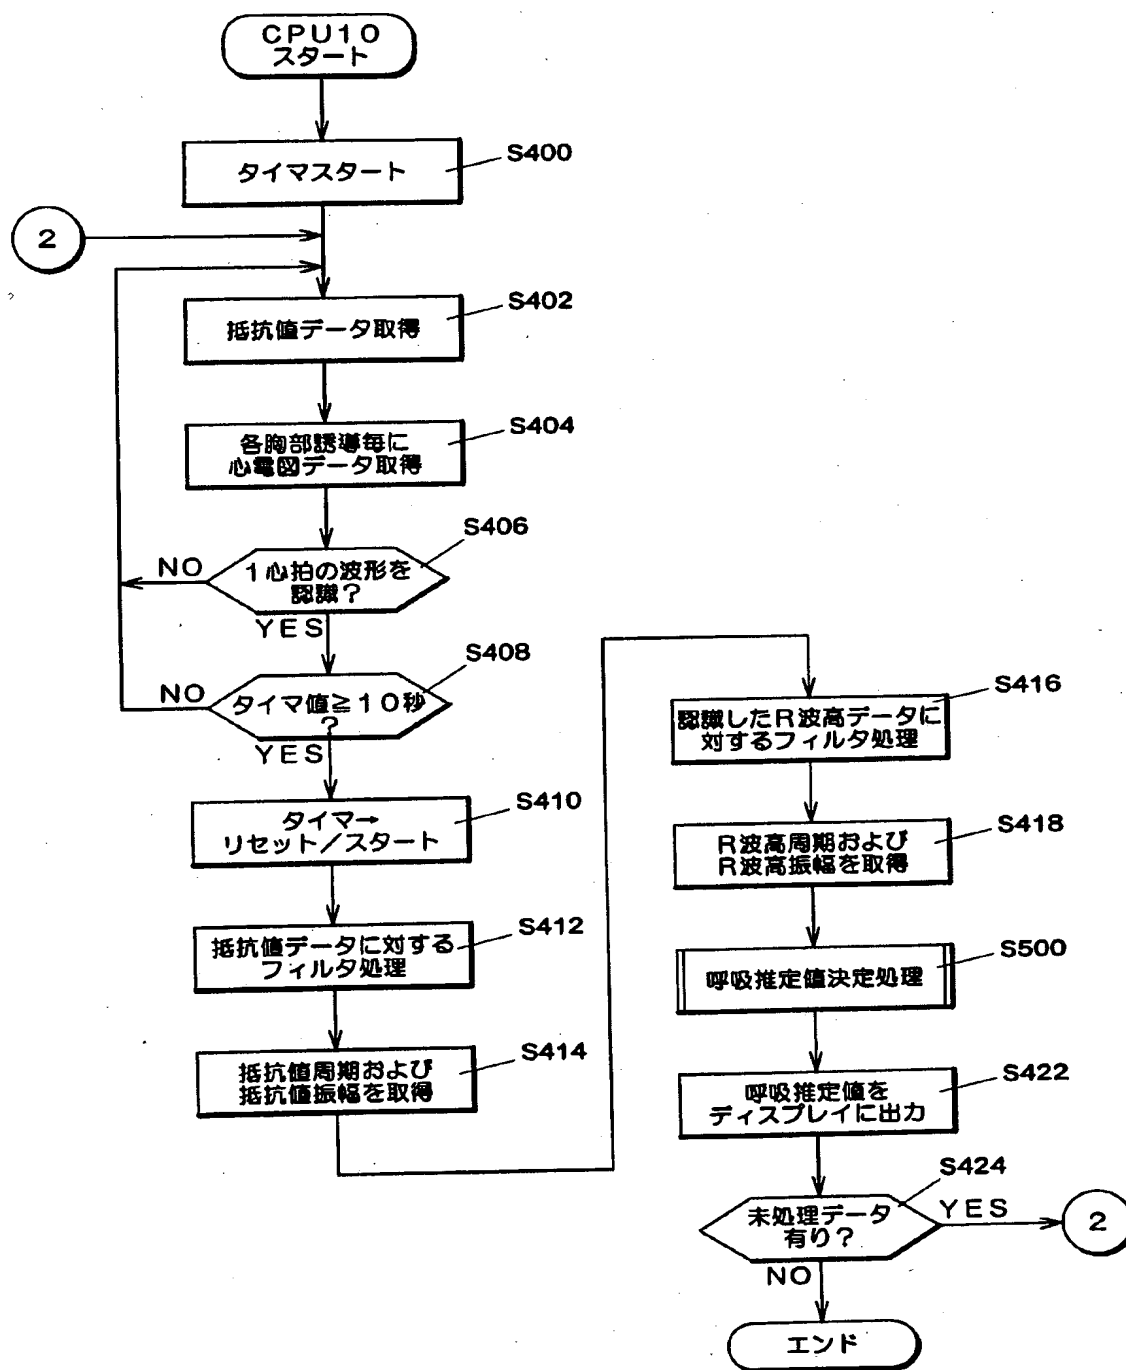 CPU10
スタート
タイマスタート
S400
2
抵抗値データ取得
S402
各胸部誘導毎に
心電図データ取得
S404
1心拍の波形を
認識?
S406
NO
YES
タイマ値≧10秒
?
S408
NO
YES
タイマ→
リセット/スタート
S410
抵抗値データに対する
フィルタ処理
S412
抵抗値周期および
抵抗値振幅を取得
S414
認識したR波高データに
対するフィルタ処理
S416
R波高周期および
R波高振幅を取得
S418
呼吸推定値決定処理
S500
呼吸推定値を
ディスプレイに出力
S422
未処理データ
有り?
S424
YES
2
NO
エンド